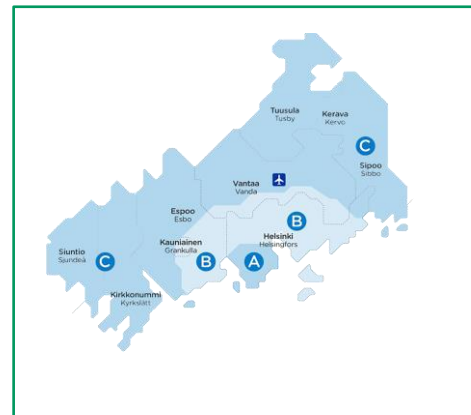 Tuusula
Tusby
Kerava
Kervo
C
Sipoo
Sibbo
Vantaa
Vanda
Espoo
Esbo
B
Helsinki
Helsingfors
Kauniainen
Grankulla
B
A
Siuntio
Sjundeå
C
Kirkkonummi
Kyrkslätt